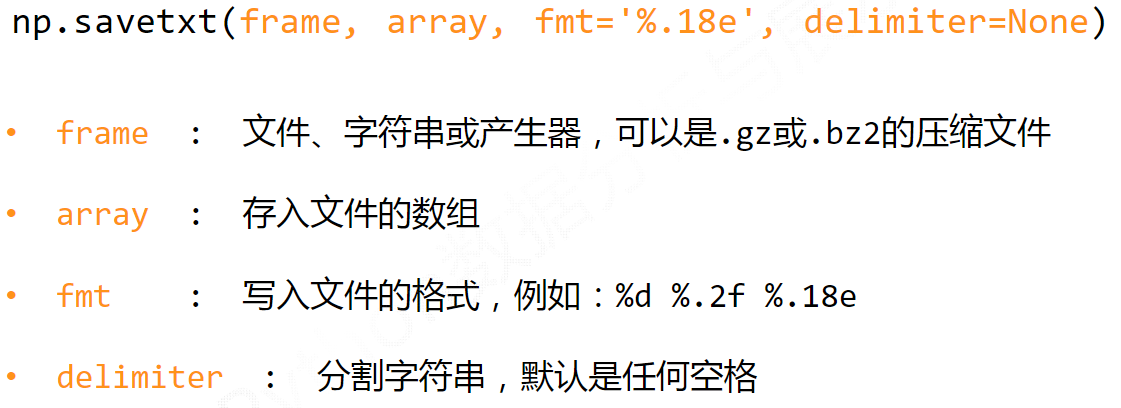 np.savetxt(frame, array, fmt='%.18e', delimiter=None)
• frame : 文件、字符串或产生器，可以是.gz或.bz2的压缩文件
• array : 存入文件的数组
• fmt : 写入文件的格式，例如：%d %.2f %.18e
• delimiter : 分割字符串，默认是任何空格